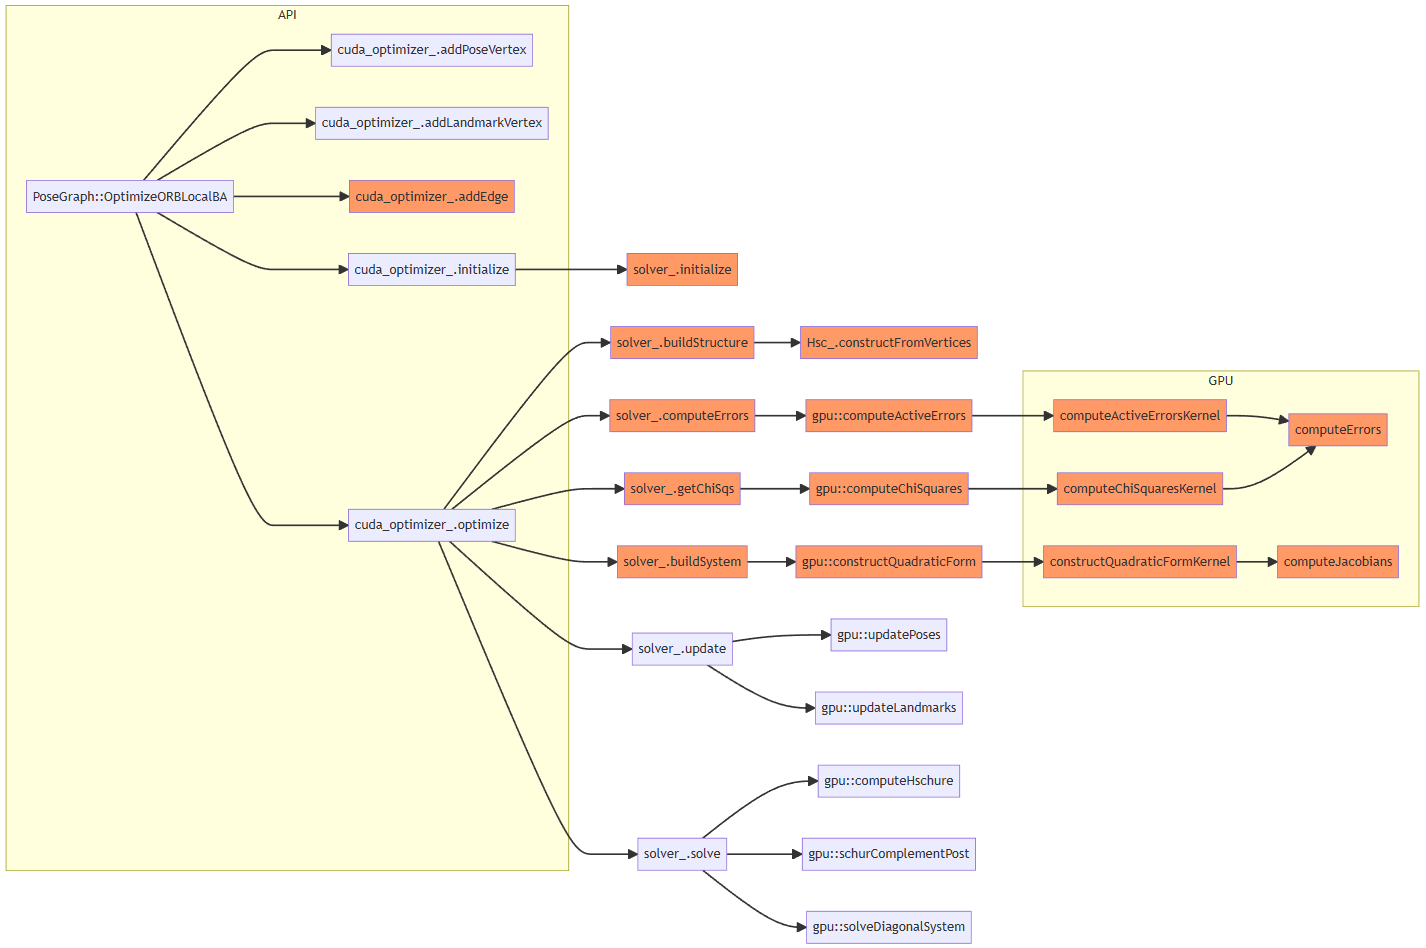 API
cuda_optimizer_.addPoseVertex
cuda_optimizer_.addLandmarkVertex
PoseGraph::OptimizeORBLocalBA
cuda_optimizer_.addEdge
cuda_optimizer_.initialize
solver_.initialize
solver_.buildStructure
Hsc_.constructFromVertices
GPU
solver_.computeErrors
gpu::computeActiveErrors
computeActiveErrorsKernel
computeErrors
solver_.getChiSqs
gpu::computeChiSquares
computeChiSquaresKernel
cuda_optimizer_.optimize
solver_.buildSystem
gpu::constructQuadraticForm
constructQuadraticFormKernel
computeJacobians
solver_.update
gpu::updatePoses
gpu::updateLandmarks
gpu::computeHschure
solver_.solve
gpu::schurComplementPost
gpu::solveDiagonalSystem